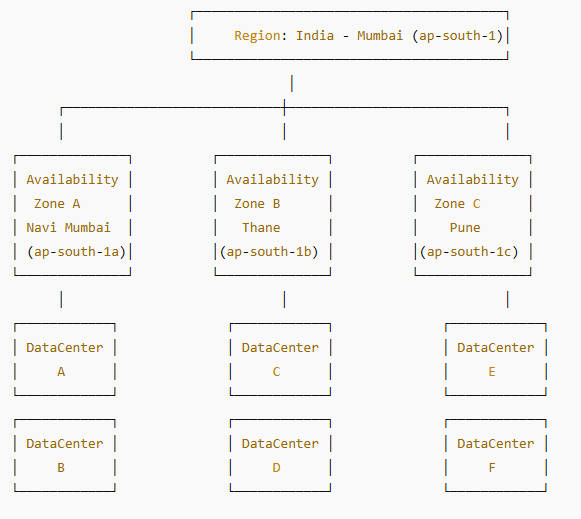 Region: India - Mumbai (ap-south-1)
Availability Zone A Navi Mumbai (ap-south-1a)
Availability Zone B Thane (ap-south-1b)
Availability Zone C Pune (ap-south-1c)
DataCenter A
DataCenter C
DataCenter E
DataCenter B
DataCenter D
DataCenter F